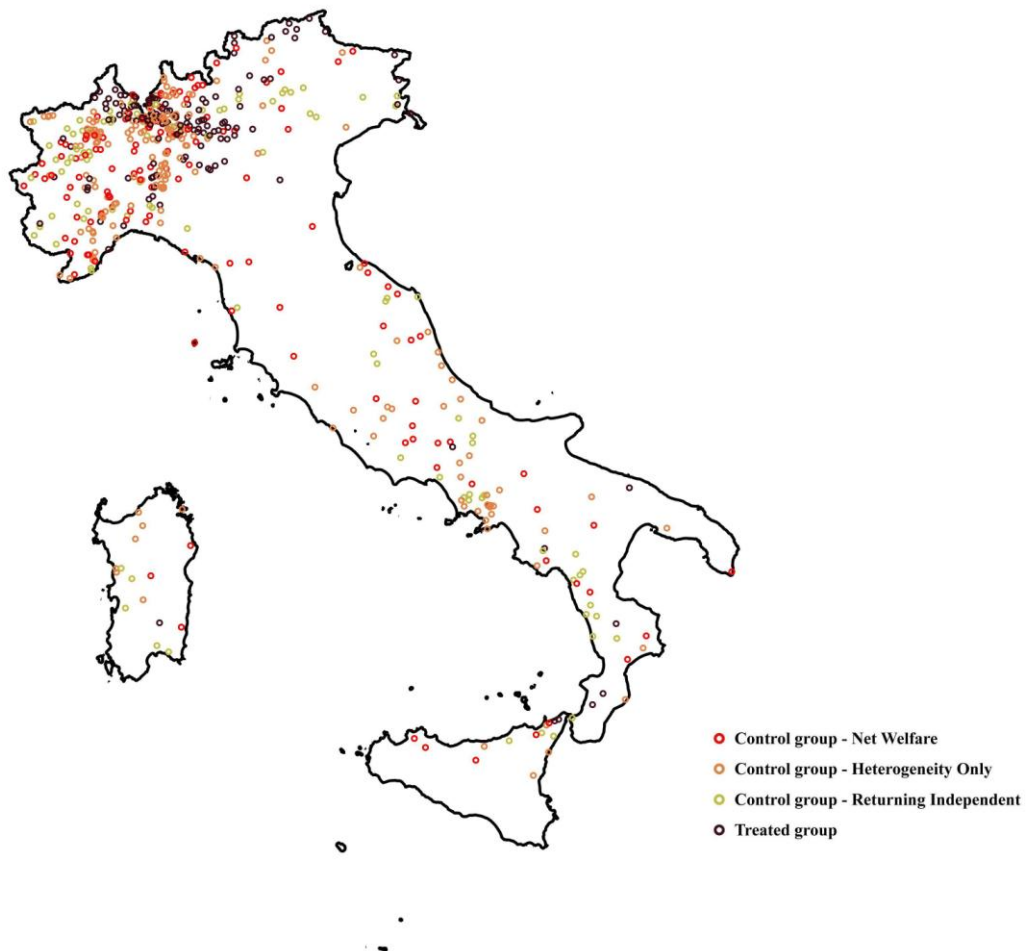 Control group - Net Welfare
Control group - Heterogeneity Only
Control group - Returning Independent
Treated group